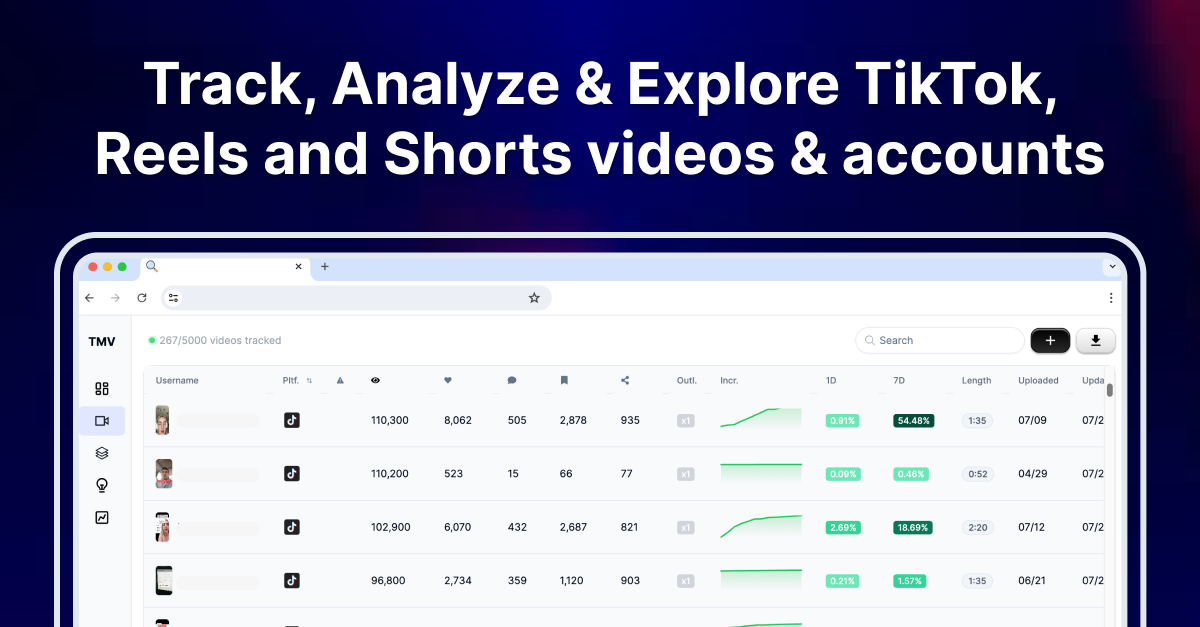 Track, Analyze & Explore TikTok,
Reels and Shorts videos & accounts
TMV
267/5000 videos tracked
Search
Username Pltf. Outl. Incr. 1D 7D Length Uploaded Upda
110,300 8,062 505 2,878 935 x1 0.91% 54.48% 1:35 07/09 07/2
110,200 523 15 66 77 x1 0.09% 0.46% 0:52 04/29 07/2
102,900 6,070 432 2,687 821 x1 2.69% 18.69% 2:20 07/12 07/2
96,800 2,734 359 1,120 903 x1 0.21% 1.57% 1:35 06/21 07/2